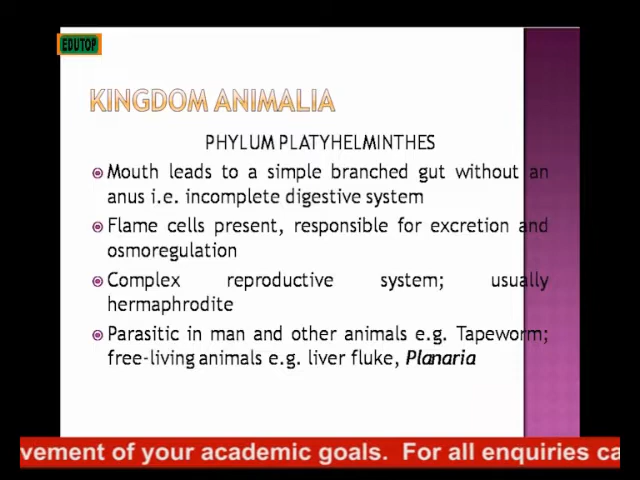 EDUTOP
KINGDOM ANIMALIA
PHYLUM PLATYHELMINTHES
Mouth leads to a simple branched gut without an
anus i.e. incomplete digestive system
Flame cells present, responsible for excretion and
osmoregulation
Complex reproductive system; usually
hermaphrodite
Parasitic in man and other animals e.g. Tapeworm;
free-living animals e.g. liver fluke, Planaria
vement of your academic goals. For all enquiries ca